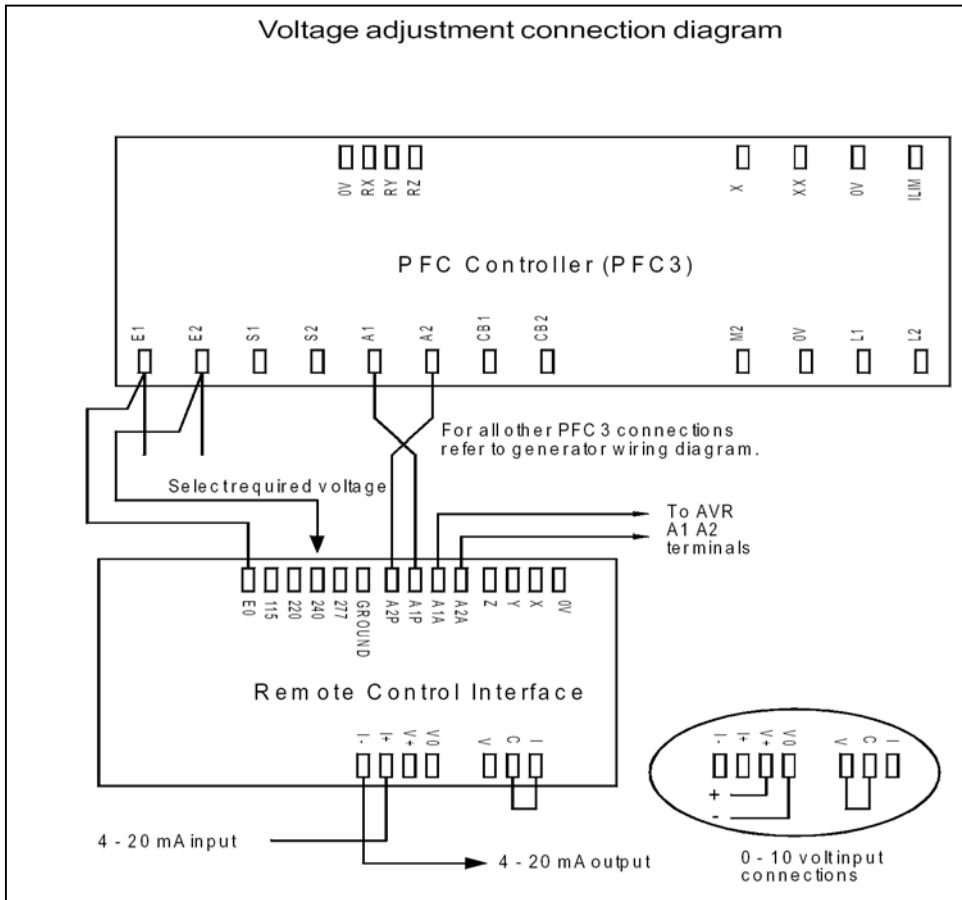 Voltage adjustment connection diagram
0V RX RY RZ X XX 0V ILIMI
PFC Controller (PFC3)
E1 E2 S1 S2 A1 A2 CB1 CB2 M2 0V L1 L2
For all other PFC 3 connections
refer to generator wiring diagram.
Select required voltage
To AVR
A1 A2
terminals
E0 115 220 240 277 GROUND A2P A1P A1A A2A Z Y X 0V
Remote Control Interface
I- I+ V+ V0 V C I
I- I+ V+ V0 V C I
+
-
4 - 20 mA input
4 - 20 mA output
0 - 10 volt input
connections